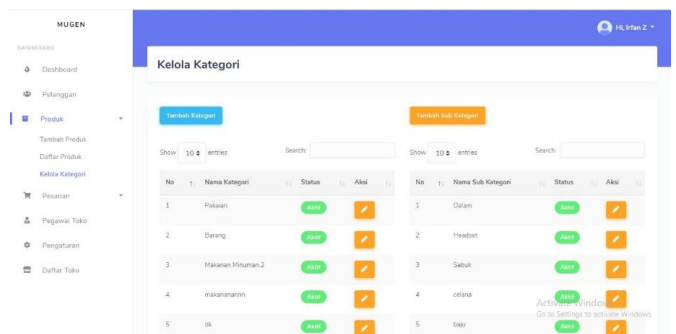 MUGEN
Hi, Irfan Z
DASHBOARD
Dashboard
Pelanggan
Produk
Tambah Produk
Daftar Produk
Kelola Kategori
Pesanan
Pegawai Toko
Pengaturan
Daftar Toko
Kelola Kategori
Tambah Kategori
Show 10 entries Search:
No Nama Kategori Status Aksi
1 Pakaian Aktif
2 Barang Aktif
3 Makanan Minuman 2 Aktif
4 makananannn Aktif
5 ok Aktif
Tambah Sub Kategori
Show 10 entries Search:
No Nama Sub Kategori Status Aksi
1 Dalam Aktif
2 Headset Aktif
3 Sabuk Aktif
4 celana Aktif
5 baju Aktif
Activate Windows
Go to Settings to activate Windows.